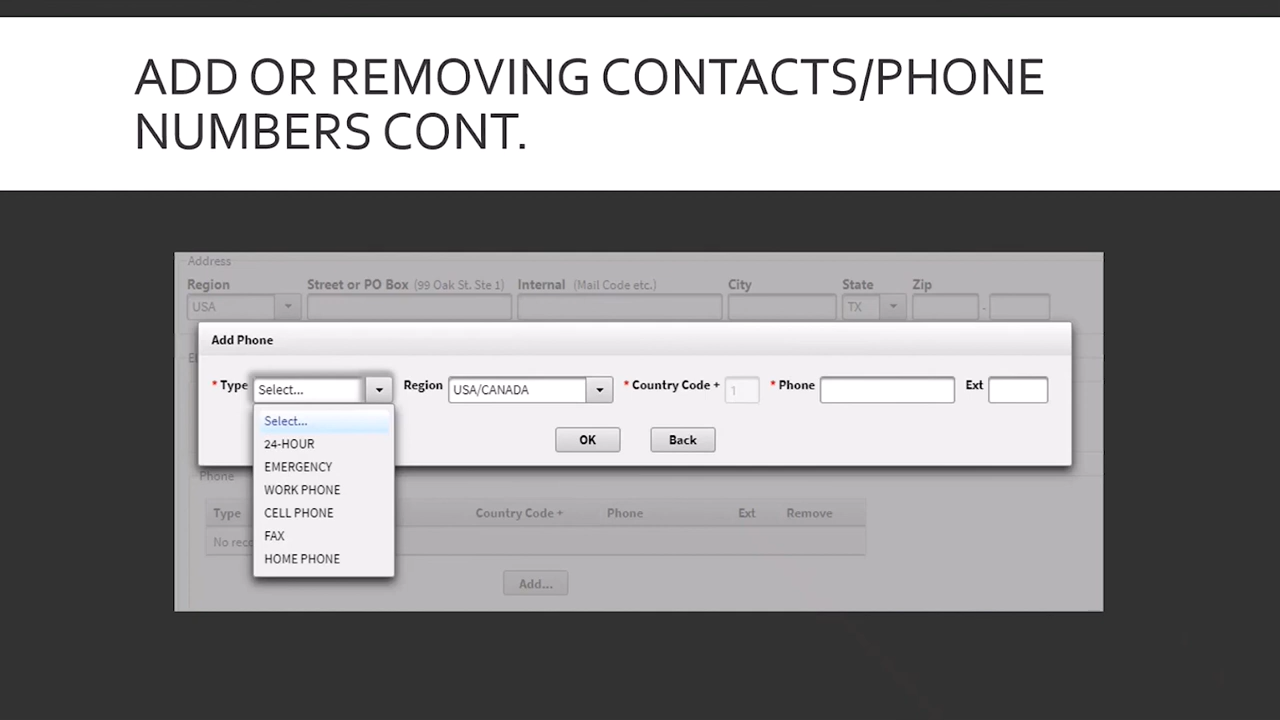 ADD OR REMOVING CONTACTS/PHONE
NUMBERS CONT.
Address
Region Street or PO Box (99 Oak St. Ste 1) Internal (Mail Code etc.) City State Zip
USA TX -
Add Phone
* Type Select... Region USA/CANADA * Country Code + 1 * Phone Ext
Select...
24-HOUR
OK Back
EMERGENCY
Phone
WORK PHONE
Type CELL PHONE Country Code + Phone Ext Remove
FAX
HOME PHONE
Add...